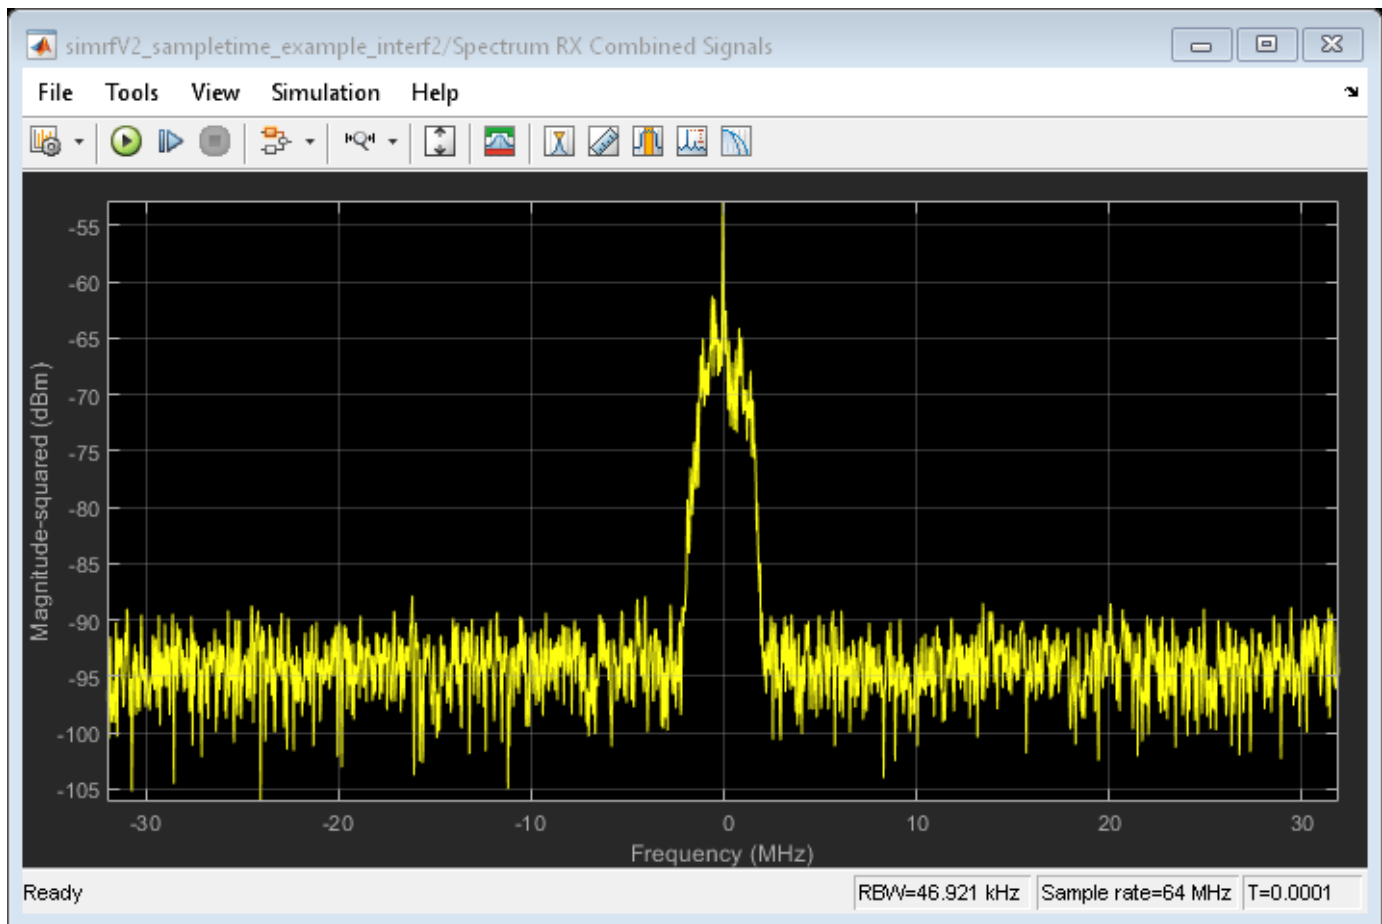 simrfV2_sampletime_example_interf2/Spectrum RX Combined Signals
File Tools View Simulation Help
Magnitude-squared (dBm)
-55
-60
-65
-70
-75
-80
-85
-90
-95
-100
-105
-30 -20 -10 0 10 20 30
Frequency (MHz)
Ready RBW=46.921 kHz Sample rate=64 MHz T=0.0001